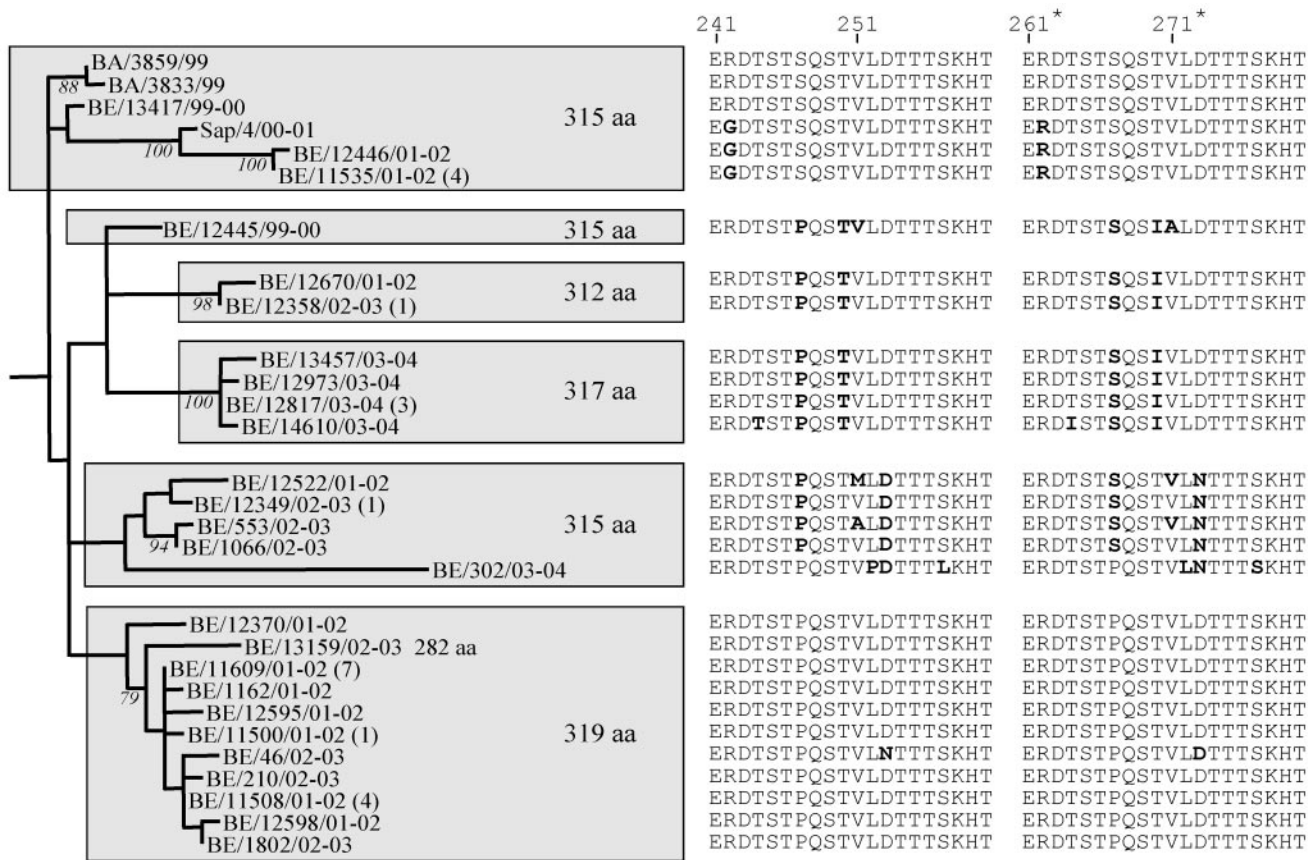 241 251 261* 271*
BA/3859/99 ERDTSTSQSTVLDTTTSKHT ERDTSTSQSTVLDTTTSKHT
88 BA/3833/99 ERDTSTSQSTVLDTTTSKHT ERDTSTSQSTVLDTTTSKHT
BE/13417/99-00 315 aa ERDTSTSQSTVLDTTTSKHT ERDTSTSQSTVLDTTTSKHT
Sap/4/00-01 EGDTSTSQSTVLDTTTSKHT ERDTSTSQSTVLDTTTSKHT
100 100 BE/12446/01-02 EGDTSTSQSTVLDTTTSKHT ERDTSTSQSTVLDTTTSKHT
BE/11535/01-02 (4) EGDTSTSQSTVLDTTTSKHT ERDTSTSQSTVLDTTTSKHT
BE/12445/99-00 315 aa ERDTSTPQSTVLDTTTSKHT ERDTSTSQSIALDTTTSKHT
BE/12670/01-02 312 aa ERDTSTPQSTVLDTTTSKHT ERDTSTSQSIVLDTTTSKHT
98 BE/12358/02-03 (1) ERDTSTPQSTVLDTTTSKHT ERDTSTSQSIVLDTTTSKHT
BE/13457/03-04 ERDTSTPQSTVLDTTTSKHT ERDTSTSQSIVLDTTTSKHT
BE/12973/03-04 317 aa ERDTSTPQSTVLDTTTSKHT ERDTSTSQSIVLDTTTSKHT
100 BE/12817/03-04 (3) ERDTSTPQSTVLDTTTSKHT ERDTSTSQSIVLDTTTSKHT
BE/14610/03-04 ERDTSTPQSTVLDTTTSKHT ERDISTSQSIVLDTTTSKHT
BE/12522/01-02 ERDTSTPQSTMLDTTTSKHT ERDTSTSQSTVLNTTTSKHT
BE/12349/02-03 (1) ERDTSTPQSTVLDTTTSKHT ERDTSTPQSTVLNTTTSKHT
BE/553/02-03 315 aa ERDTSTPQSTALDTTTSKHT ERDTSTSQSTVLNTTTSKHT
94 BE/1066/02-03 ERDTSTPQSTVLDTTTSKHT ERDTSTSQSTVLNTTTSKHT
BE/302/03-04 ERDTSTPQSTVPDTTTLKHT ERDTSTPQSTVLNTTTSKHT
BE/12370/01-02 ERDTSTPQSTVLDTTTSKHT ERDTSTPQSTVLDTTTSKHT
BE/13159/02-03 282 aa ERDTSTPQSTVLDTTTSKHT ERDTSTPQSTVLDTTTSKHT
79 BE/11609/01-02 (7) ERDTSTPQSTVLDTTTSKHT ERDTSTPQSTVLDTTTSKHT
BE/1162/01-02 ERDTSTPQSTVLDTTTSKHT ERDTSTPQSTVLDTTTSKHT
BE/12595/01-02 ERDTSTPQSTVLDTTTSKHT ERDTSTPQSTVLDTTTSKHT
BE/11500/01-02 (1) 319 aa ERDTSTPQSTVLDTTTSKHT ERDTSTPQSTVLDTTTSKHT
BE/46/02-03 ERDTSTPQSTVLNTTTSKHT ERDTSTPQSTVLDTTTSKHT
BE/210/02-03 ERDTSTPQSTVLDTTTSKHT ERDTSTPQSTVLDTTTSKHT
BE/11508/01-02 (4) ERDTSTPQSTVLDTTTSKHT ERDTSTPQSTVLDTTTSKHT
BE/12598/01-02 ERDTSTPQSTVLDTTTSKHT ERDTSTPQSTVLDTTTSKHT
BE/1802/02-03 ERDTSTPQSTVLDTTTSKHT ERDTSTPQSTVLDTTTSKHT